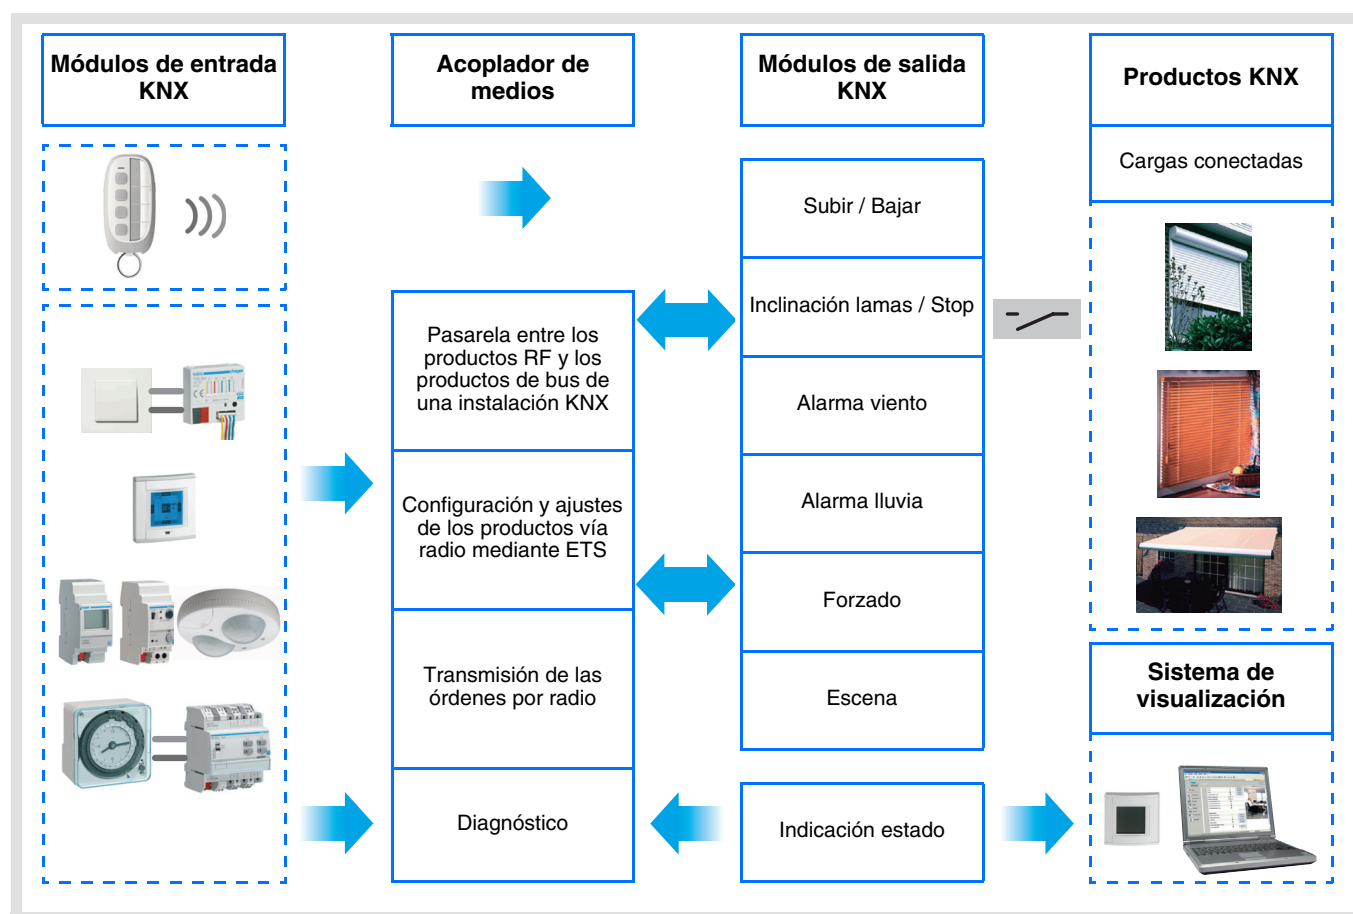 Módulos de entrada
KNX
Acoplador de
medios
Módulos de salida
KNX
Productos KNX
Cargas conectadas
Subir / Bajar
Inclinación lamas / Stop
Alarma viento
Alarma lluvia
Forzado
Escena
Pasarela entre los
productos RF y los
productos de bus de
una instalación KNX
Configuración y ajustes
de los productos vía
radio mediante ETS
Transmisión de las
órdenes por radio
Diagnóstico
Indicación estado
Sistema de
visualización